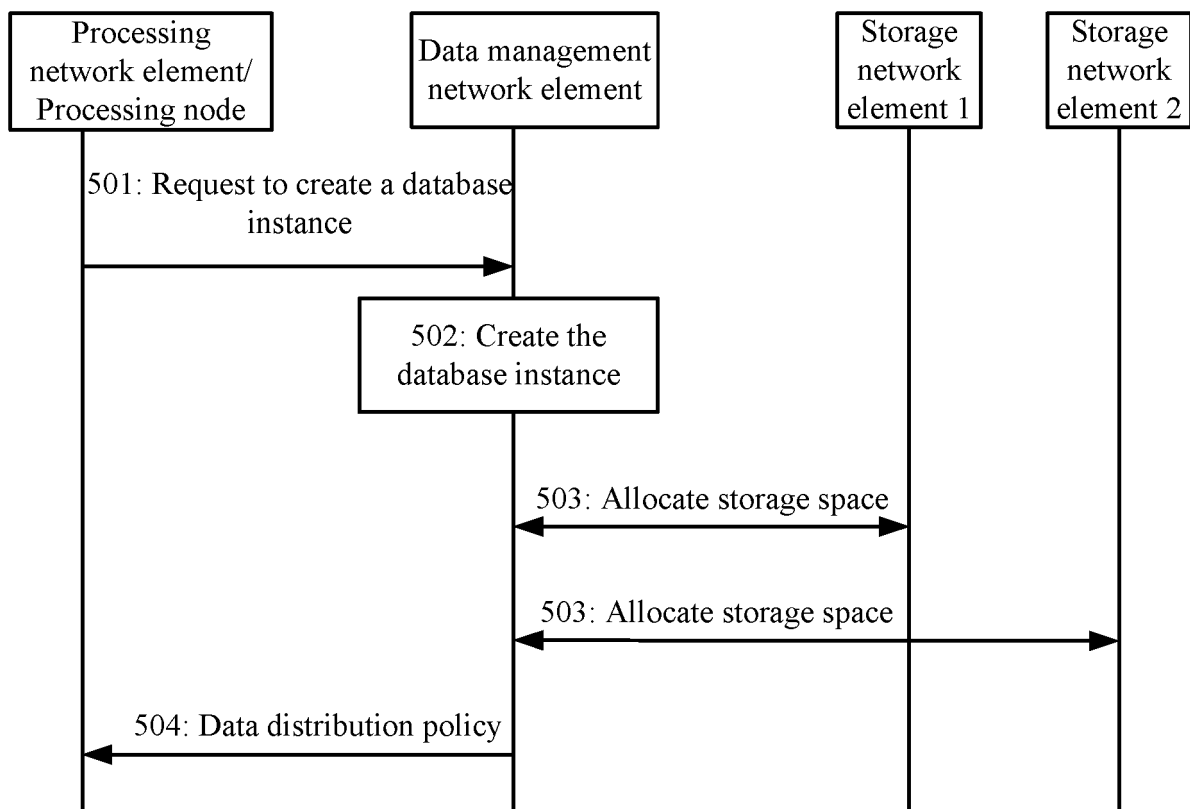 Processing
network element/
Processing node
Data management
network element
Storage
network
element 1
Storage
network
element 2
501: Request to create a database
instance
502: Create the
database instance
503: Allocate storage space
503: Allocate storage space
504: Data distribution policy